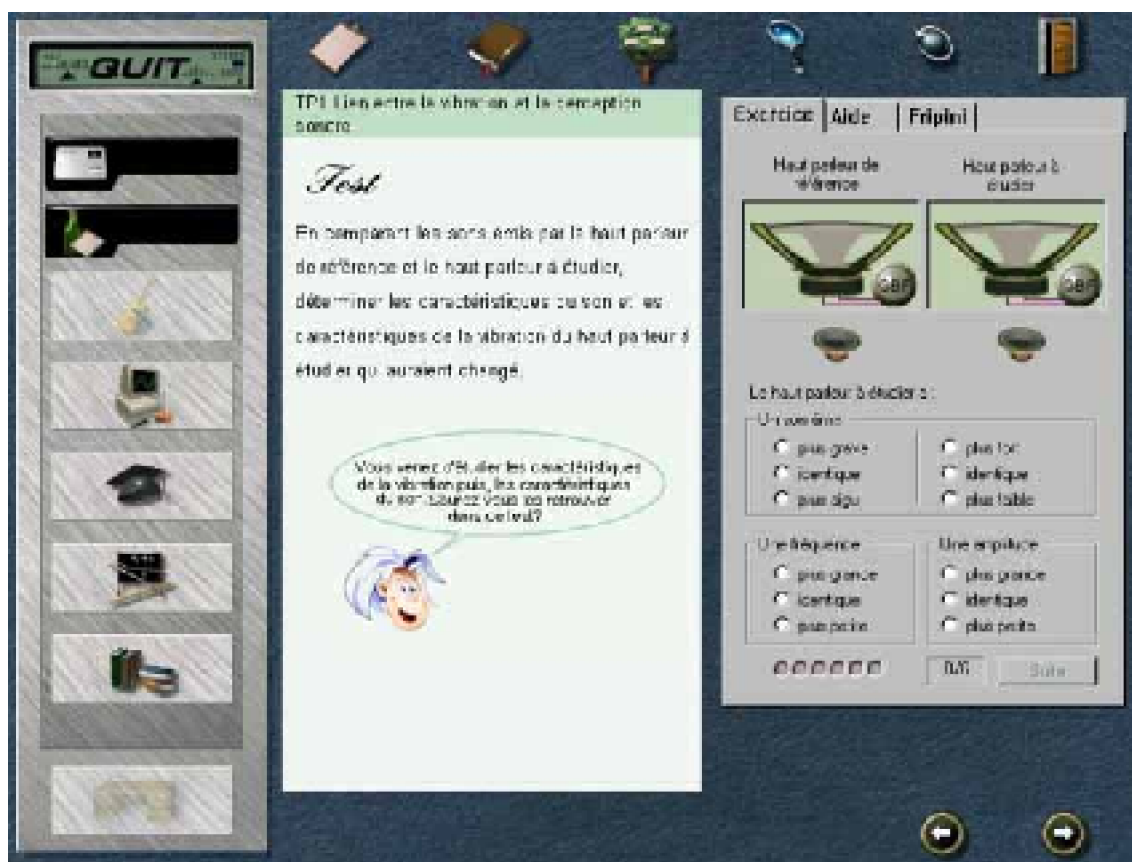 QUIT
TP1 Lien entre la vibration et la perception
sonore
Test
En comparant les sons émis par le haut parleur
de référence et le haut parleur à étudier,
déterminer les caractéristiques du son et les
caractéristiques de la vibration du haut parleur à
étudier qui auraient changé.
Vous venez d'étudier les caractéristiques
de la vibration puis, les caractéristiques
du son. Saurez vous les retrouver
dans ce test?
Exercice Aide Fripini
Haut parleur de
référence
Haut parleur à
étudier
GBF
GBF
Le haut parleur à étudier a :
Un son émis
plus grave
identique
plus aigu
plus fort
identique
plus faible
Une fréquence
plus grande
identique
plus petite
Une amplitude
plus grande
identique
plus petite
Suite